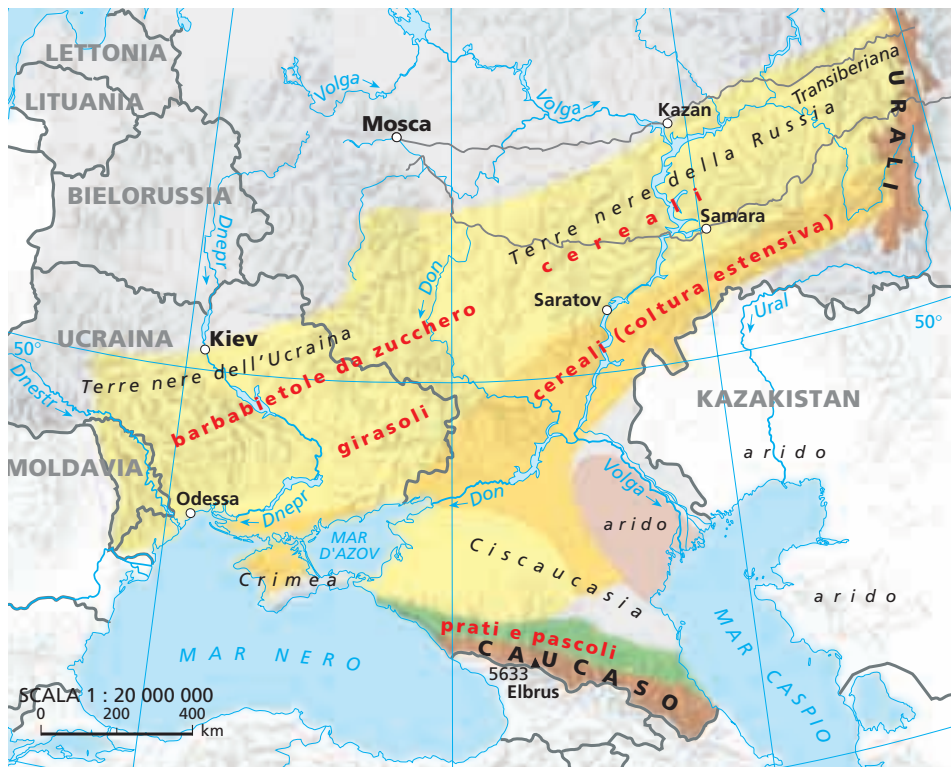 LETTONIA
LITUANIA
BIELORUSSIA
UCRAINA
MOLDAVIA
KAZAKISTAN
Volga
Volga
Mosca
Kazan
Transiberiana
URALI
Terre nere della Russia
cereali
Samara
Dnepr
Don
Saratov
cereali (coltura estensiva)
Ural
50°
50°
Kiev
Terre nere dell'Ucraina
barbabietole da zucchero
girasoli
Dnestr
Odessa
Dnepr
Don
Volga
arido
arido
arido
MAR
D'AZOV
Crimea
Ciscaucasia
prati e pascoli
CAUCASO
5633
Elbrus
MAR NERO
MAR CASPIO
SCALA 1 : 20 000 000
0 200 400
km